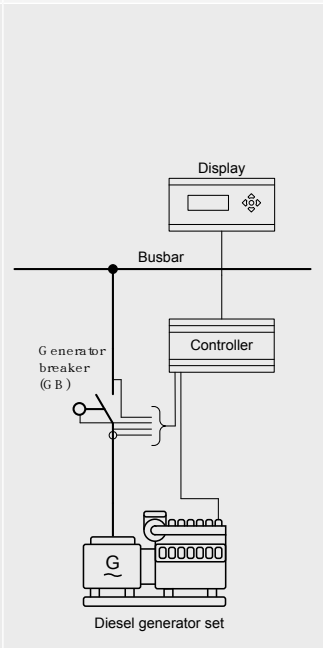 Display
Busbar
Controller
Generator
breaker
(GB)
G
Diesel generator set